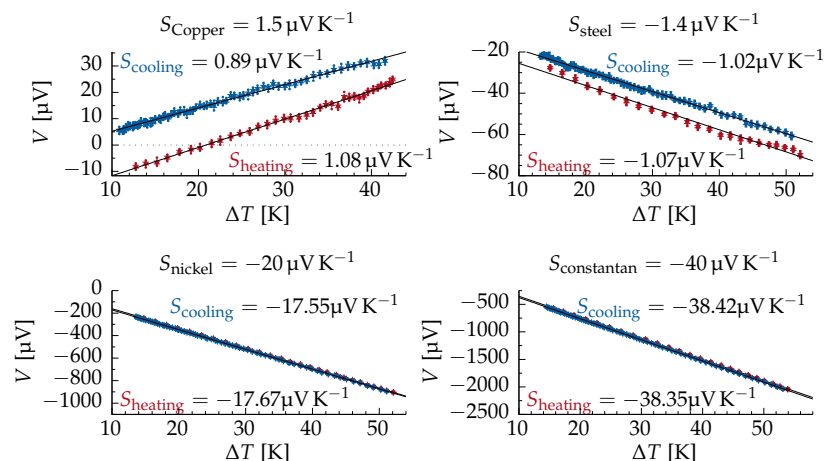 S_Copper = 1.5 µV K⁻¹
S_cooling = 0.89 µV K⁻¹
S_heating = 1.08 µV K⁻¹
V [µV]
30
20
10
0
−10
10 20 30 40
ΔT [K]
S_steel = −1.4 µV K⁻¹
S_cooling = −1.02µV K⁻¹
S_heating = −1.07µV K⁻¹
V [µV]
−20
−40
−60
−80
10 20 30 40 50
ΔT [K]
S_nickel = −20 µV K⁻¹
S_cooling = −17.55µV K⁻¹
S_heating = −17.67µV K⁻¹
V [µV]
0
−200
−400
−600
−800
−1000
10 20 30 40 50
ΔT [K]
S_constantan = −40 µV K⁻¹
S_cooling = −38.42µV K⁻¹
S_heating = −38.35µV K⁻¹
V [µV]
−500
−1000
−1500
−2000
−2500
10 20 30 40 50
ΔT [K]